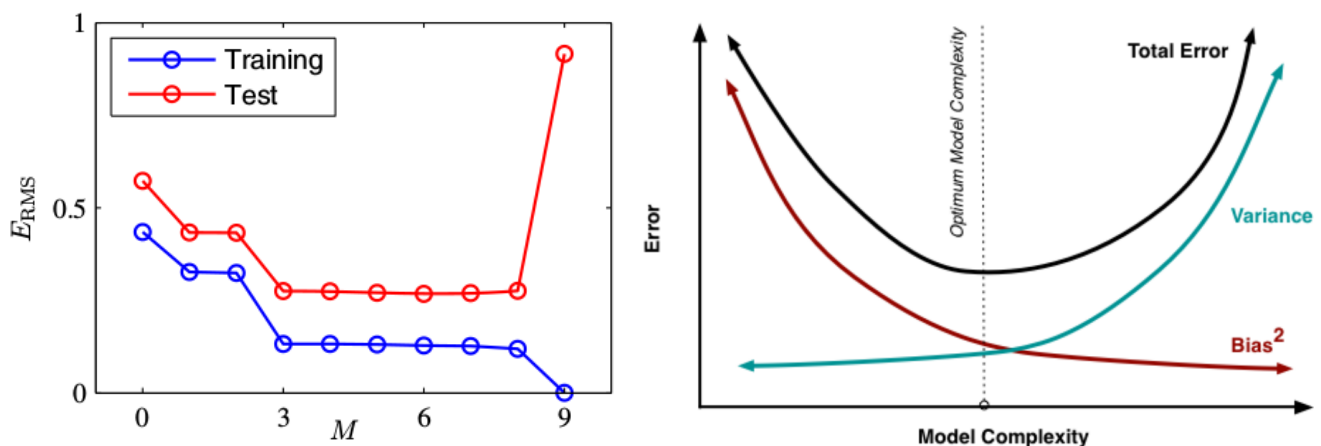 1
Training
Test
0.5
E_RMS
0
0
3
6
9
M
Optimum Model Complexity
Total Error
Variance
Error
Bias²
Model Complexity